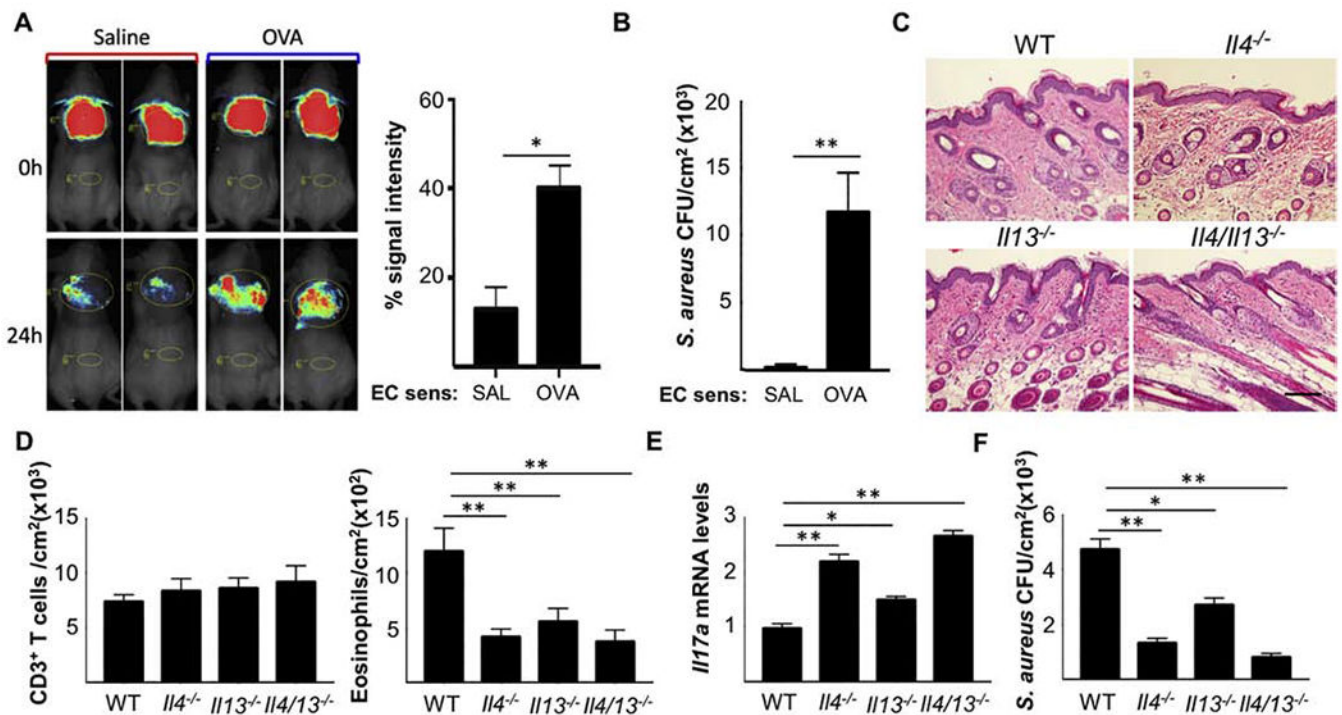 A
Saline
OVA
0h
24h
60
40
20
% signal intensity
*
EC sens: SAL OVA
B
20
15
10
5
S. aureus CFU/cm² (x10³)
**
EC sens: SAL OVA
C
WT
Il4⁻/⁻
Il13⁻/⁻
Il4/Il13⁻/⁻
D
15
10
5
CD3⁺ T cells /cm²(x10³)
WT Il4⁻/⁻ Il13⁻/⁻ Il4/13⁻/⁻
15
10
5
Eosinophils/cm²(x10²)
**
**
**
WT Il4⁻/⁻ Il13⁻/⁻ Il4/13⁻/⁻
E
3
2
1
Il17a mRNA levels
**
*
**
WT Il4⁻/⁻ Il13⁻/⁻ Il4/13⁻/⁻
F
6
4
2
S. aureus CFU/cm²(x10³)
**
*
**
WT Il4⁻/⁻ Il13⁻/⁻ Il4/13⁻/⁻